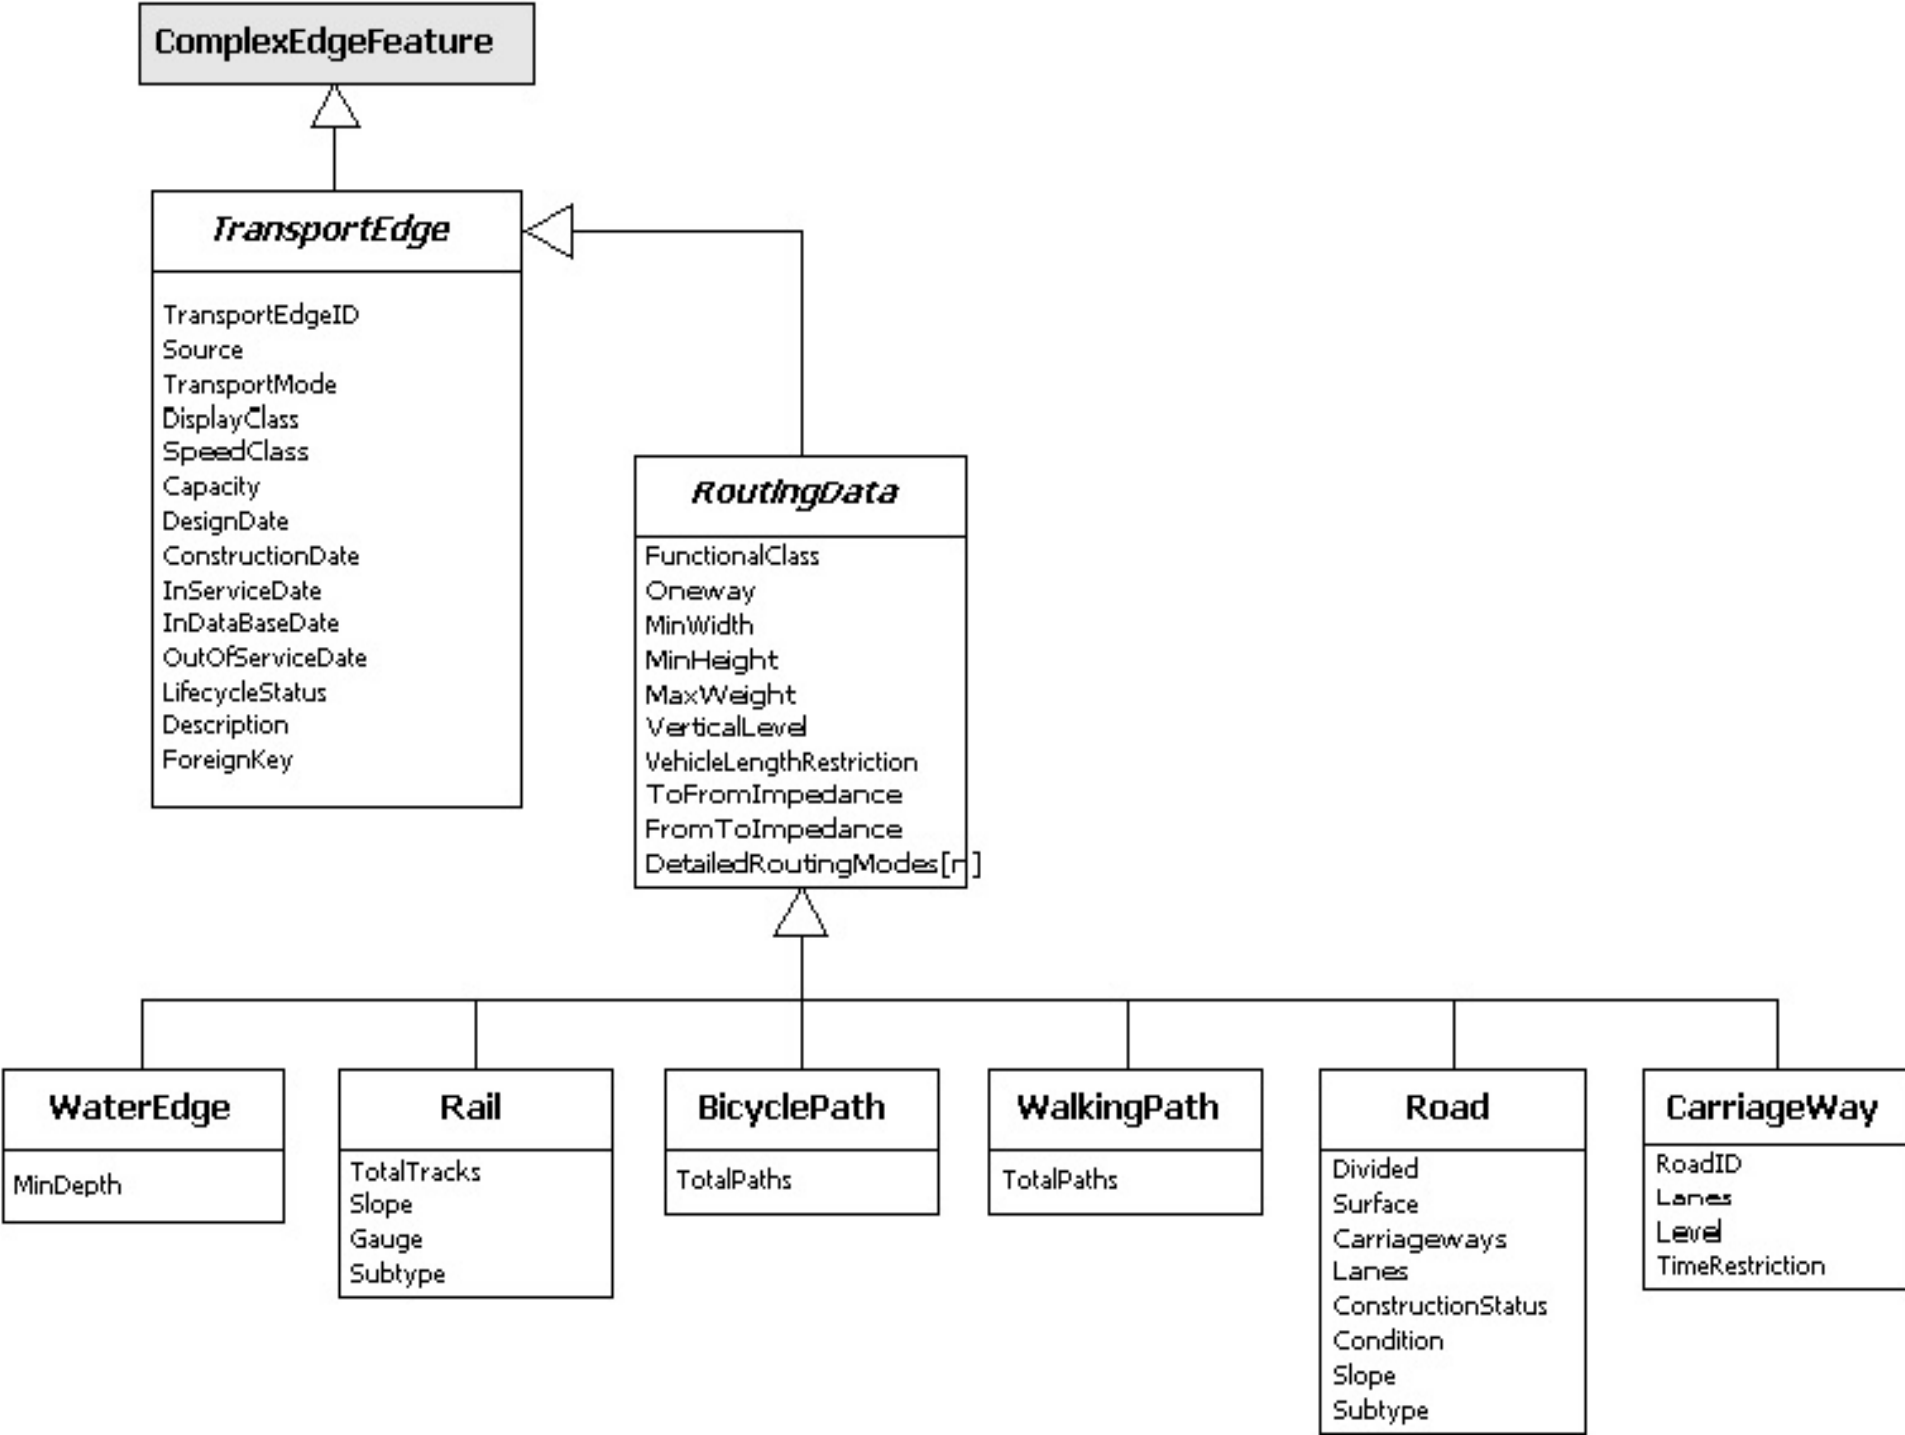 ComplexEdgeFeature
TransportEdge
TransportEdgeID
Source
TransportMode
DisplayClass
SpeedClass
Capacity
DesignDate
ConstructionDate
InServiceDate
InDataBaseDate
OutOfServiceDate
LifecycleStatus
Description
ForeignKey
RoutingData
FunctionalClass
Oneway
MinWidth
MinHeight
MaxWeight
VerticalLevel
VehicleLengthRestriction
ToFromImpedance
FromToImpedance
DetailedRoutingModes[n]
WaterEdge
MinDepth
Rail
TotalTracks
Slope
Gauge
Subtype
BicyclePath
TotalPaths
WalkingPath
TotalPaths
Road
Divided
Surface
Carriageways
Lanes
ConstructionStatus
Condition
Slope
Subtype
CarriageWay
RoadID
Lanes
Level
TimeRestriction